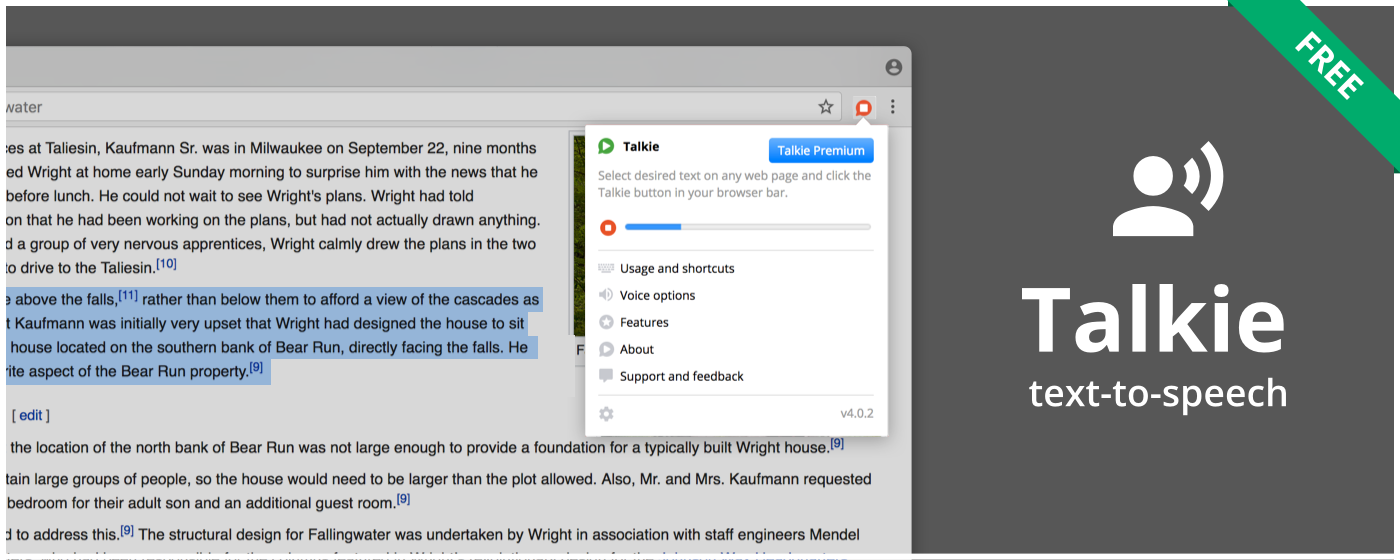 FREE
water
Talkie
Talkie Premium
Select desired text on any web page and click the
Talkie button in your browser bar.
Usage and shortcuts
Voice options
Features
About
Support and feedback
v4.0.2
ces at Taliesin, Kaufmann Sr. was in Milwaukee on September 22, nine months
ed Wright at home early Sunday morning to surprise him with the news that he
before lunch. He could not wait to see Wright's plans. Wright had told
on that he had been working on the plans, but had not actually drawn anything.
d a group of very nervous apprentices, Wright calmly drew the plans in the two
to drive to the Taliesin.[10]
e above the falls,[11] rather than below them to afford a view of the cascades as
t Kaufmann was initially very upset that Wright had designed the house to sit
house located on the southern bank of Bear Run, directly facing the falls. He
rite aspect of the Bear Run property.[9]
F
[ edit ]
the location of the north bank of Bear Run was not large enough to provide a foundation for a typically built Wright house.[9]
tain large groups of people, so the house would need to be larger than the plot allowed. Also, Mr. and Mrs. Kaufmann requested
bedroom for their adult son and an additional guest room.[9]
d to address this.[9] The structural design for Fallingwater was undertaken by Wright in association with staff engineers Mendel
Talkie
text-to-speech